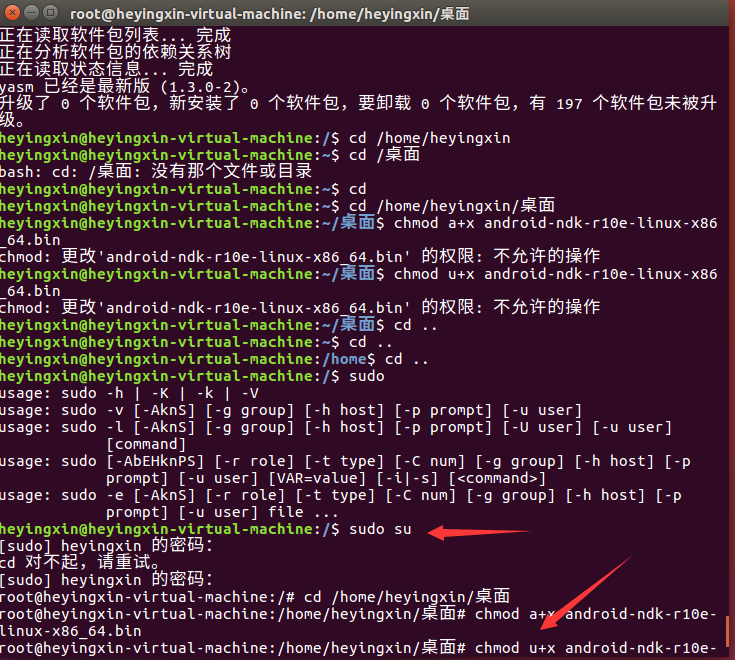 root@heyingxin-virtual-machine: /home/heyingxin/桌面
正在读取软件包列表... 完成
正在分析软件包的依赖关系树
正在读取状态信息... 完成
yasm 已经是最新版 (1.3.0-2)。
升级了 0 个软件包，新安装了 0 个软件包，要卸载 0 个软件包，有 197 个软件包未被升
级。
heyingxin@heyingxin-virtual-machine:/$ cd /home/heyingxin
heyingxin@heyingxin-virtual-machine:~$ cd /桌面
bash: cd: /桌面: 没有那个文件或目录
heyingxin@heyingxin-virtual-machine:~$ cd
heyingxin@heyingxin-virtual-machine:~$ cd /home/heyingxin/桌面
heyingxin@heyingxin-virtual-machine:~/桌面$ chmod a+x android-ndk-r10e-linux-x86
_64.bin
chmod: 更改'android-ndk-r10e-linux-x86_64.bin' 的权限: 不允许的操作
heyingxin@heyingxin-virtual-machine:~/桌面$ chmod u+x android-ndk-r10e-linux-x86
_64.bin
chmod: 更改'android-ndk-r10e-linux-x86_64.bin' 的权限: 不允许的操作
heyingxin@heyingxin-virtual-machine:~/桌面$ cd ..
heyingxin@heyingxin-virtual-machine:~$ cd ..
heyingxin@heyingxin-virtual-machine:/home$ cd ..
heyingxin@heyingxin-virtual-machine:/$ sudo
usage: sudo -h | -K | -k | -V
usage: sudo -v [-AknS] [-g group] [-h host] [-p prompt] [-u user]
usage: sudo -l [-AknS] [-g group] [-h host] [-p prompt] [-U user] [-u user]
[command]
usage: sudo [-AbEHknPS] [-r role] [-t type] [-C num] [-g group] [-h host] [-p
prompt] [-u user] [VAR=value] [-i|-s] [<command>]
usage: sudo -e [-AknS] [-r role] [-t type] [-C num] [-g group] [-h host] [-p
prompt] [-u user] file ...
heyingxin@heyingxin-virtual-machine:/$ sudo su
[sudo] heyingxin 的密码：
cd 对不起，请重试。
[sudo] heyingxin 的密码：
root@heyingxin-virtual-machine:/# cd /home/heyingxin/桌面
root@heyingxin-virtual-machine:/home/heyingxin/桌面# chmod a+x android-ndk-r10e-
linux-x86_64.bin
root@heyingxin-virtual-machine:/home/heyingxin/桌面# chmod u+x android-ndk-r10e-